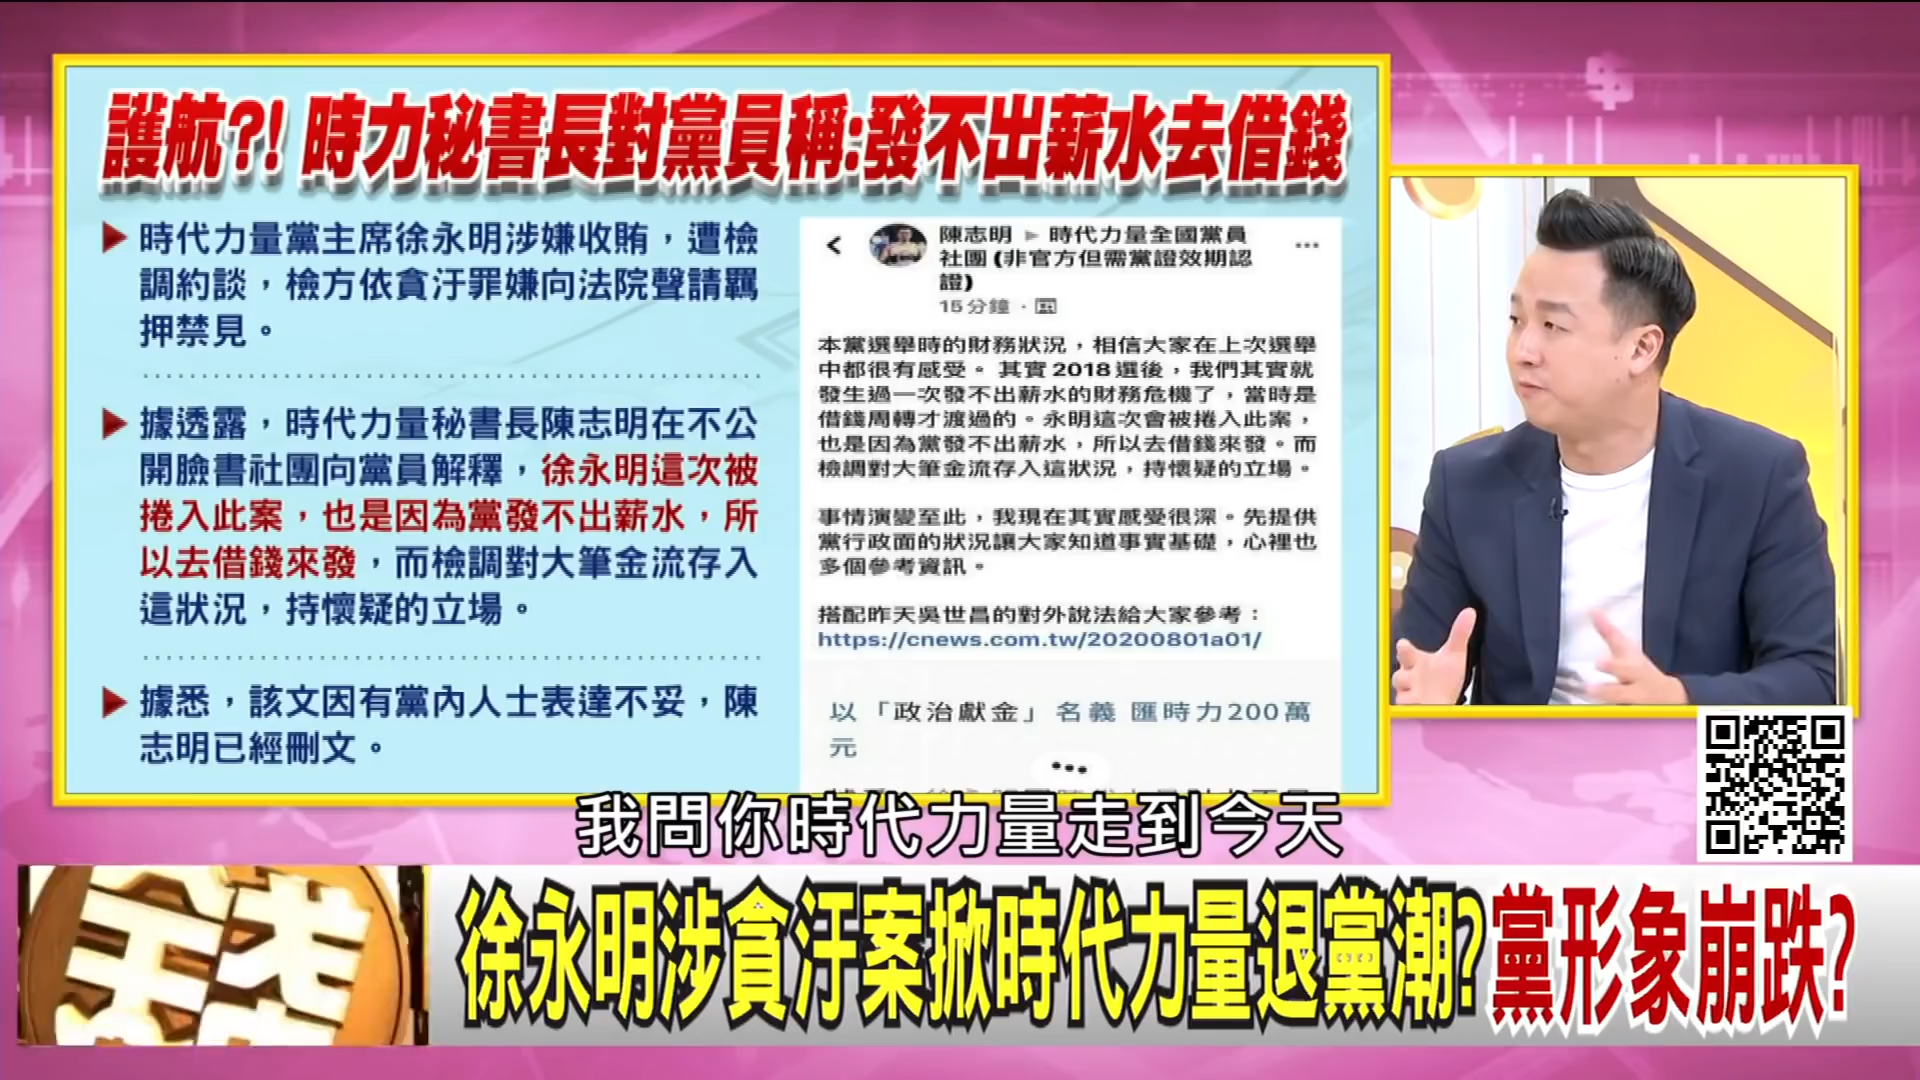 護航?! 時力秘書長對黨員稱:發不出薪水去借錢
時代力量黨主席徐永明涉嫌收賄，遭檢
調約談，檢方依貪汙罪嫌向法院聲請羈
押禁見。
據透露，時代力量秘書長陳志明在不公
開臉書社團向黨員解釋，徐永明這次被
捲入此案，也是因為黨發不出薪水，所
以去借錢來發，而檢調對大筆金流存入
這狀況，持懷疑的立場。
據悉，該文因有黨內人士表達不妥，陳
志明已經刪文。
陳志明 ▶ 時代力量全國黨員
社團 (非官方但需黨證效期認
證)
15分鐘 ·
本黨選舉時的財務狀況，相信大家在上次選舉
中都很有感受。其實2018選後，我們其實就
發生過一次發不出薪水的財務危機了，當時是
借錢周轉才渡過的。永明這次會被捲入此案，
也是因為黨發不出薪水，所以去借錢來發。而
檢調對大筆金流存入這狀況，持懷疑的立場。
事情演變至此，我現在其實感受很深。先提供
黨行政面的狀況讓大家知道事實基礎，心裡也
多個參考資訊。
搭配昨天吳世昌的對外說法給大家參考：
https://cnews.com.tw/20200801a01/
以「政治獻金」名義 匯時力200萬
元
我問你時代力量走到今天
徐永明涉貪汙案掀時代力量退黨潮?黨形象崩跌?